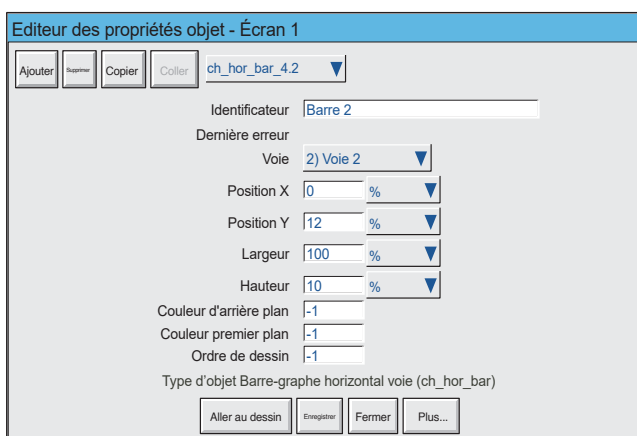 Editeur des propriétés objet - Écran 1
Ajouter Supprimer Copier Coller ch_hor_bar_4.2
Identificateur Barre 2
Dernière erreur
Voie 2) Voie 2
Position X 0 %
Position Y 12 %
Largeur 100 %
Hauteur 10 %
Couleur d'arrière plan -1
Couleur premier plan -1
Ordre de dessin -1
Type d'objet Barre-graphe horizontal voie (ch_hor_bar)
Aller au dessin Enregistrer Fermer Plus...